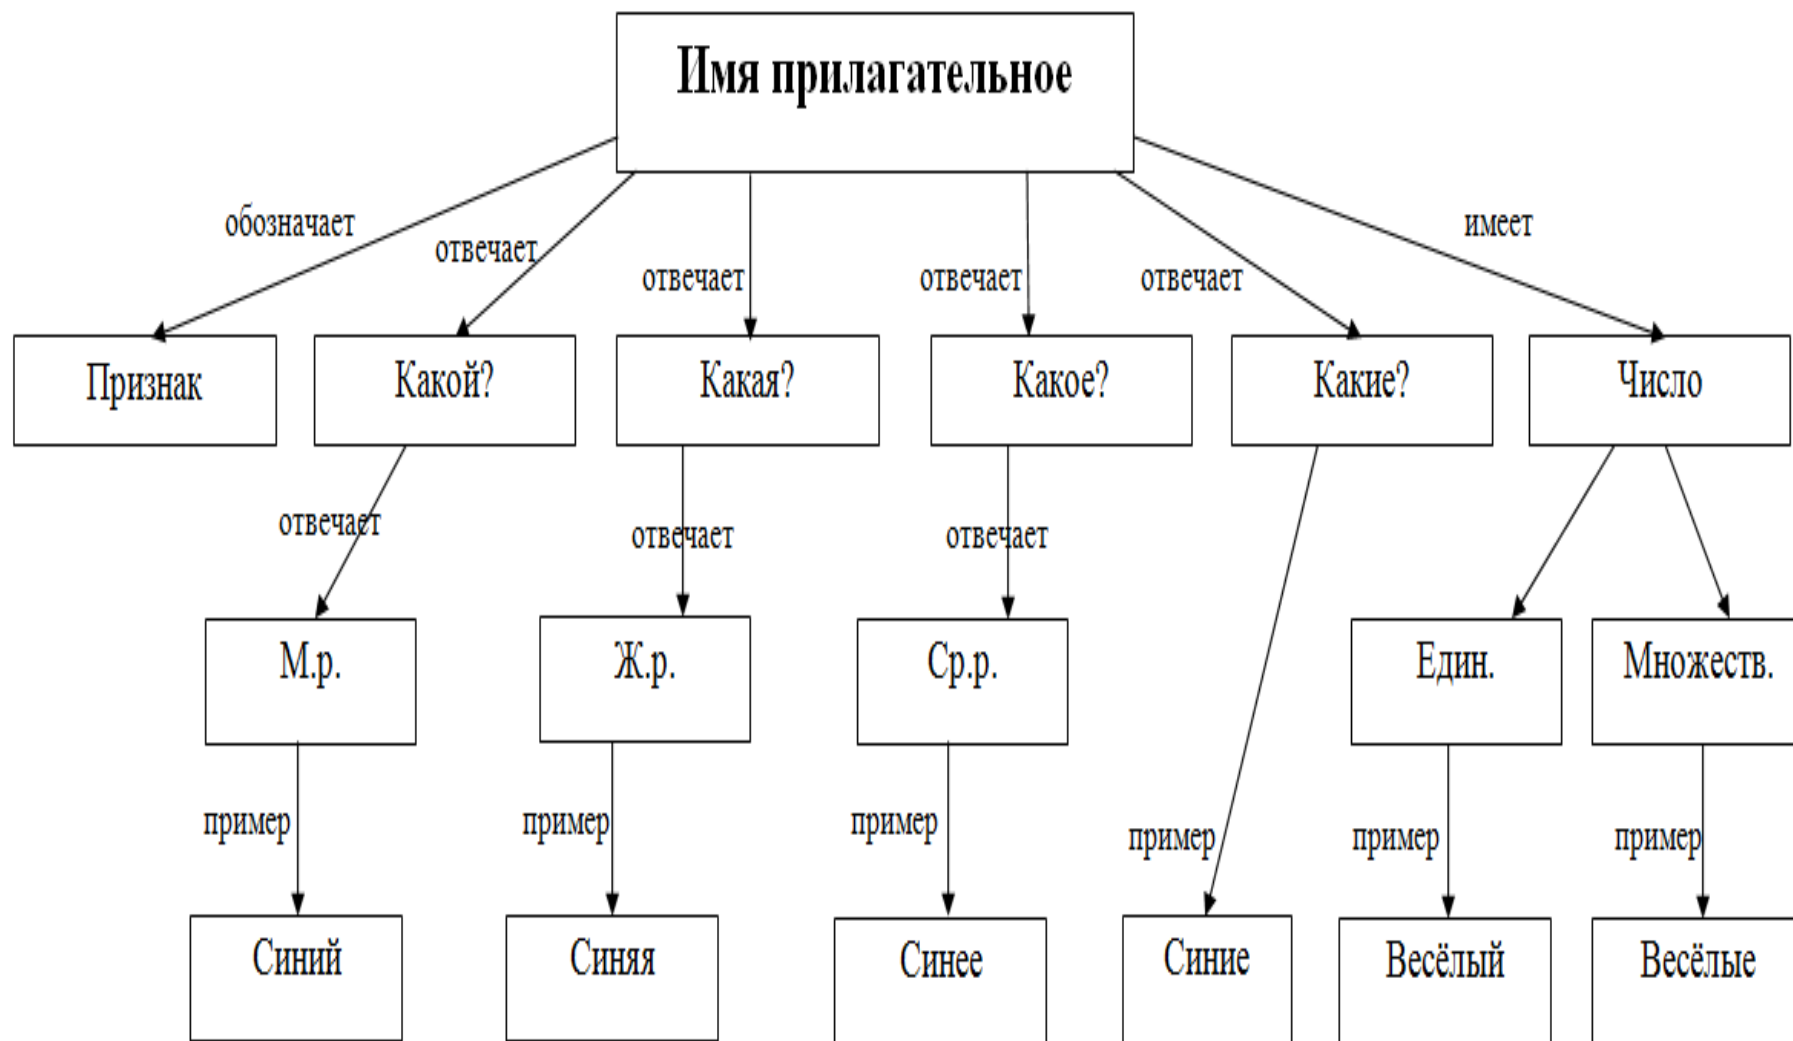 Имя прилагательное
обозначает
отвечает
отвечает
отвечает
отвечает
имеет
Признак
Какой?
Какая?
Какое?
Какие?
Число
отвечает
отвечает
отвечает
М.р.
Ж.р.
Ср.р.
Един.
Множеств.
пример
пример
пример
пример
пример
пример
Синий
Синяя
Синее
Синие
Весёлый
Весёлые